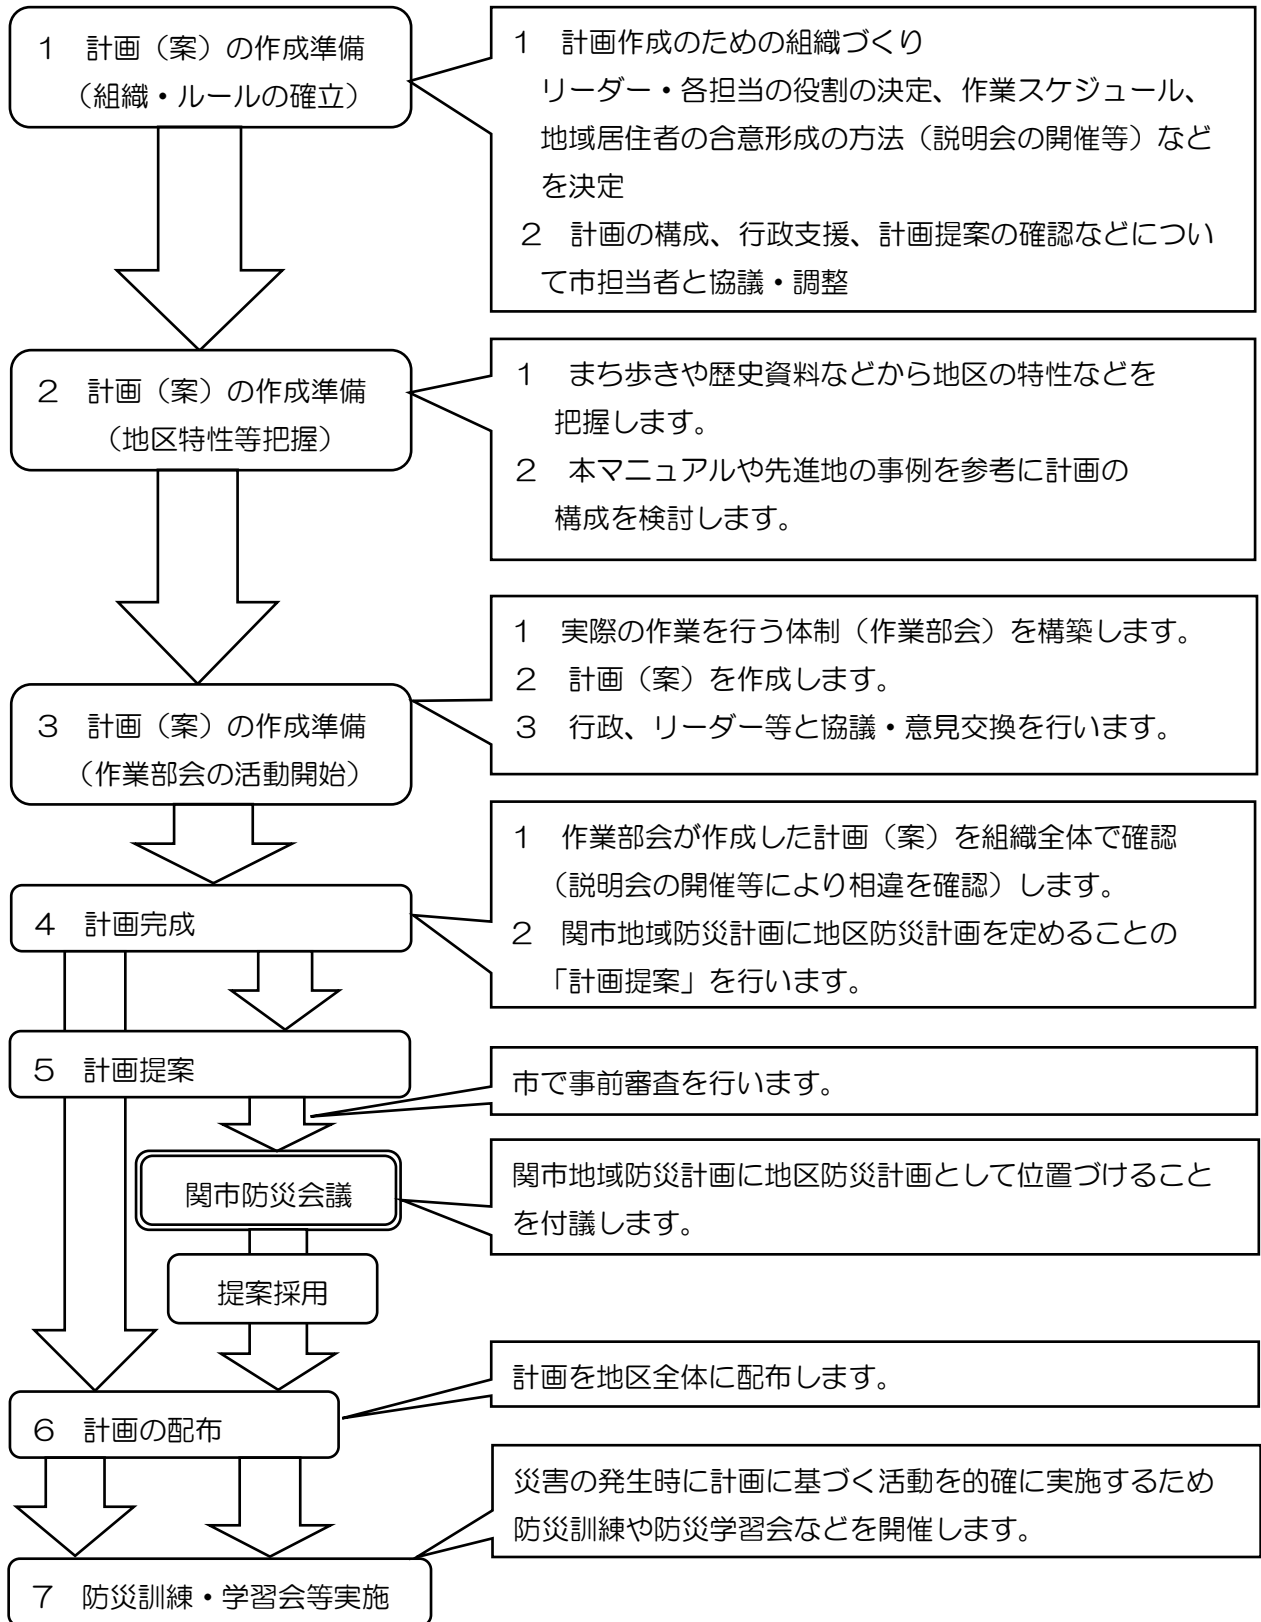 1　計画（案）の作成準備
（組織・ルールの確立）
1　計画作成のための組織づくり
リーダー・各担当の役割の決定、作業スケジュール、
地域居住者の合意形成の方法（説明会の開催等）など
を決定
2　計画の構成、行政支援、計画提案の確認などについ
て市担当者と協議・調整
2　計画（案）の作成準備
（地区特性等把握）
1　まち歩きや歴史資料などから地区の特性などを
把握します。
2　本マニュアルや先進地の事例を参考に計画の
構成を検討します。
3　計画（案）の作成準備
（作業部会の活動開始）
1　実際の作業を行う体制（作業部会）を構築します。
2　計画（案）を作成します。
3　行政、リーダー等と協議・意見交換を行います。
4　計画完成
1　作業部会が作成した計画（案）を組織全体で確認
（説明会の開催等により相違を確認）します。
2　関市地域防災計画に地区防災計画を定めることの
「計画提案」を行います。
5　計画提案
市で事前審査を行います。
関市防災会議
関市地域防災計画に地区防災計画として位置づけること
を付議します。
提案採用
6　計画の配布
計画を地区全体に配布します。
7　防災訓練・学習会等実施
災害の発生時に計画に基づく活動を的確に実施するため
防災訓練や防災学習会などを開催します。